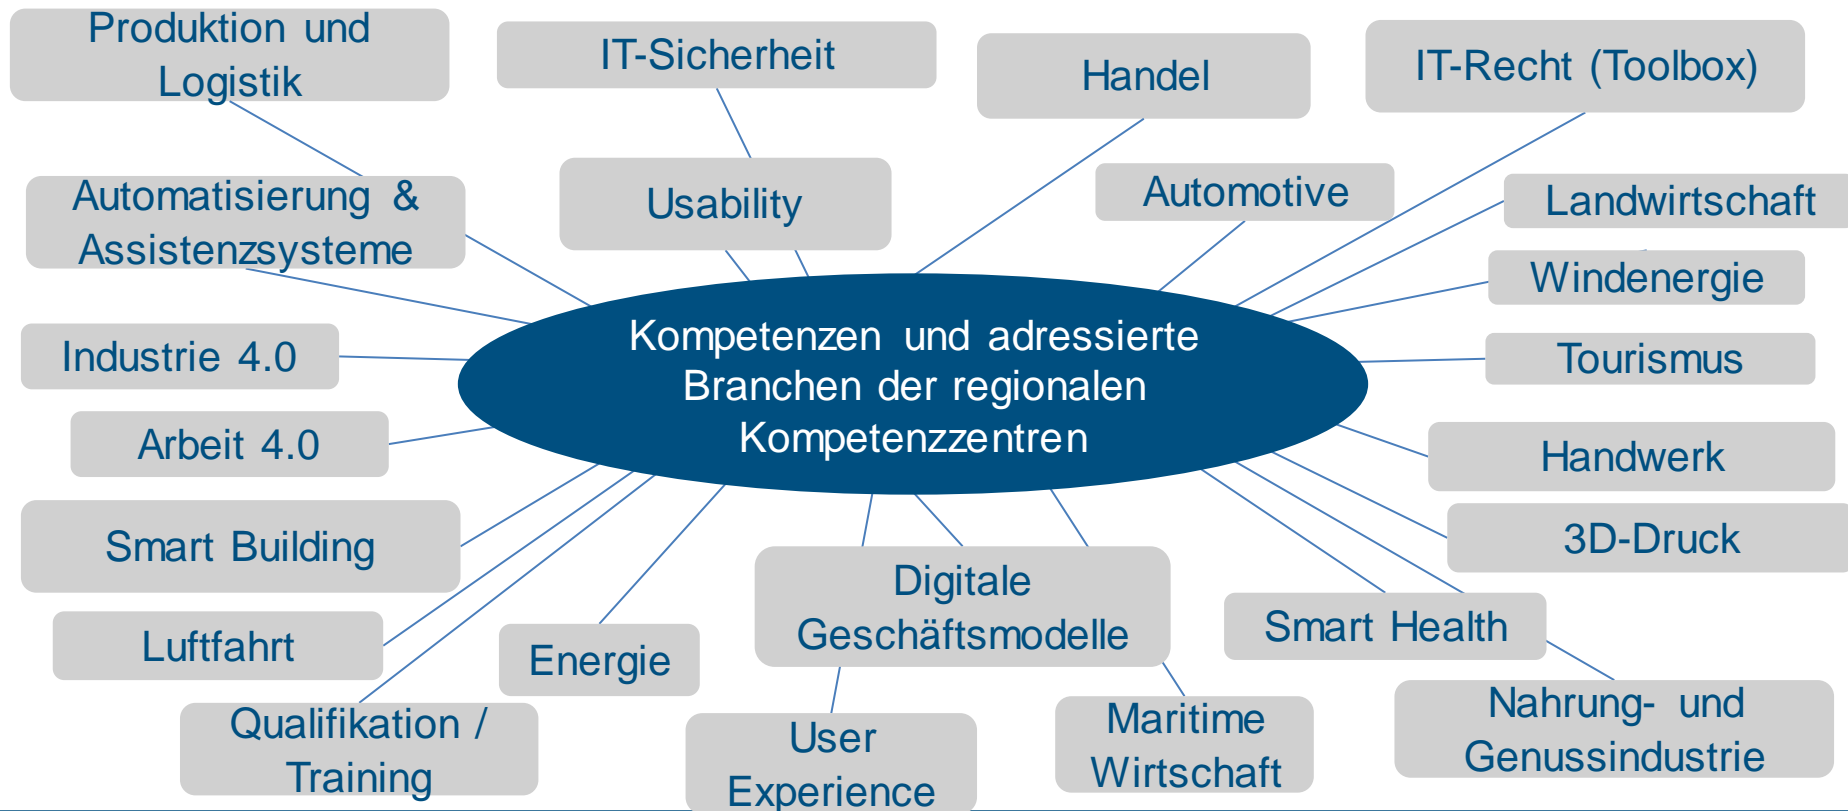 Produktion und
Logistik
IT-Sicherheit
Handel
IT-Recht (Toolbox)
Automatisierung &
Assistenzsysteme
Usability
Automotive
Landwirtschaft
Windenergie
Industrie 4.0
Kompetenzen und adressierte
Branchen der regionalen
Kompetenzzentren
Tourismus
Arbeit 4.0
Handwerk
Smart Building
3D-Druck
Digitale
Geschäftsmodelle
Smart Health
Luftfahrt
Energie
Qualifikation /
Training
User
Experience
Maritime
Wirtschaft
Nahrung- und
Genussindustrie